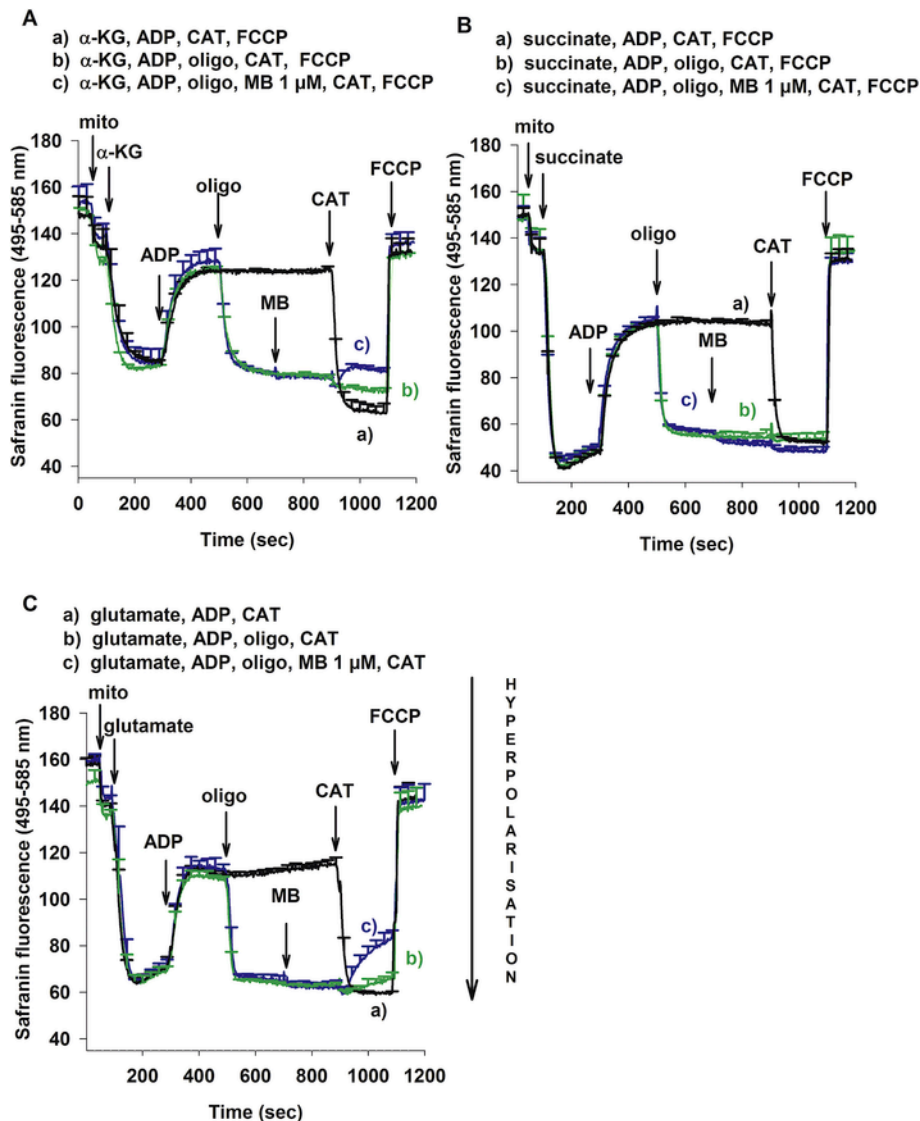 A
a) α-KG, ADP, CAT, FCCP
b) α-KG, ADP, oligo, CAT, FCCP
c) α-KG, ADP, oligo, MB 1 µM, CAT, FCCP
mito
α-KG
ADP
oligo
MB
CAT
FCCP
c)
b)
a)
Safranin fluorescence (495-585 nm)
180
160
140
120
100
80
60
40
0 200 400 600 800 1000 1200
Time (sec)
B
a) succinate, ADP, CAT, FCCP
b) succinate, ADP, oligo, CAT, FCCP
c) succinate, ADP, oligo, MB 1 µM, CAT, FCCP
mito
succinate
ADP
oligo
MB
CAT
FCCP
a)
c)
b)
Safranin fluorescence (495-585 nm)
180
160
140
120
100
80
60
40
200 400 600 800 1000 1200
Time (sec)
C
a) glutamate, ADP, CAT
b) glutamate, ADP, oligo, CAT
c) glutamate, ADP, oligo, MB 1 µM, CAT
mito
glutamate
ADP
oligo
MB
CAT
FCCP
c)
b)
a)
Safranin fluorescence (495-585 nm)
180
160
140
120
100
80
60
40
200 400 600 800 1000 1200
Time (sec)
HYPERPOLARISATION